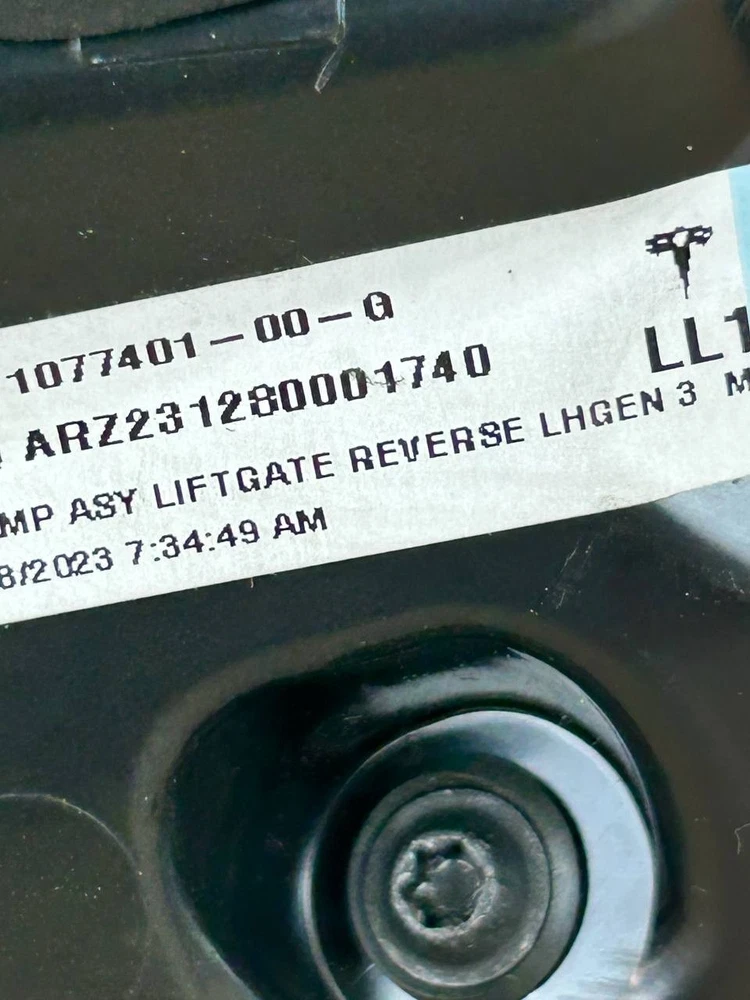 1077401-00-G
ARZ231280001740
LL1
MP ASY LIFTGATE REVERSE LHGEN 3 M
8/2023 7:34:49 AM